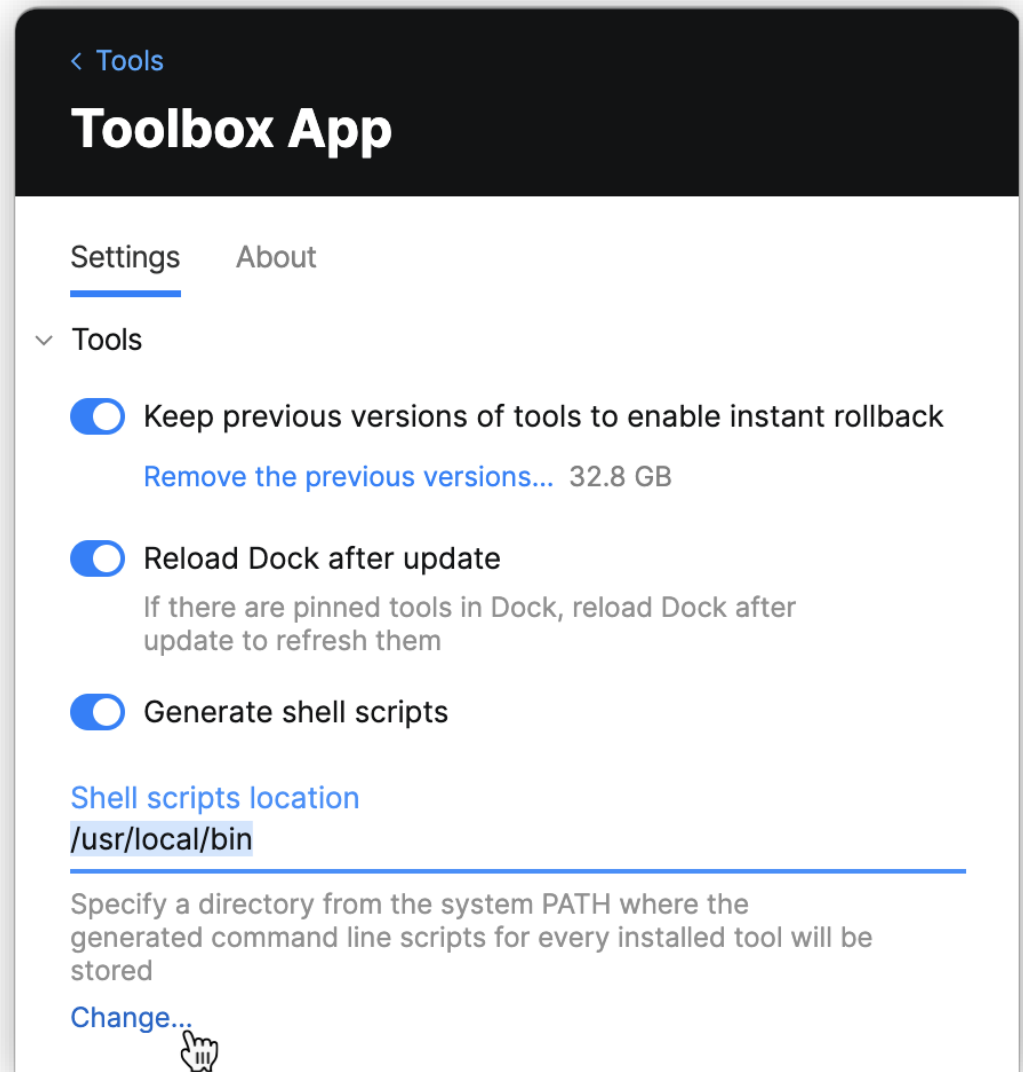 Tools
Toolbox App
Settings About
Tools
Keep previous versions of tools to enable instant rollback
Remove the previous versions... 32.8 GB
Reload Dock after update
If there are pinned tools in Dock, reload Dock after
update to refresh them
Generate shell scripts
Shell scripts location
/usr/local/bin
Specify a directory from the system PATH where the
generated command line scripts for every installed tool will be
stored
Change...